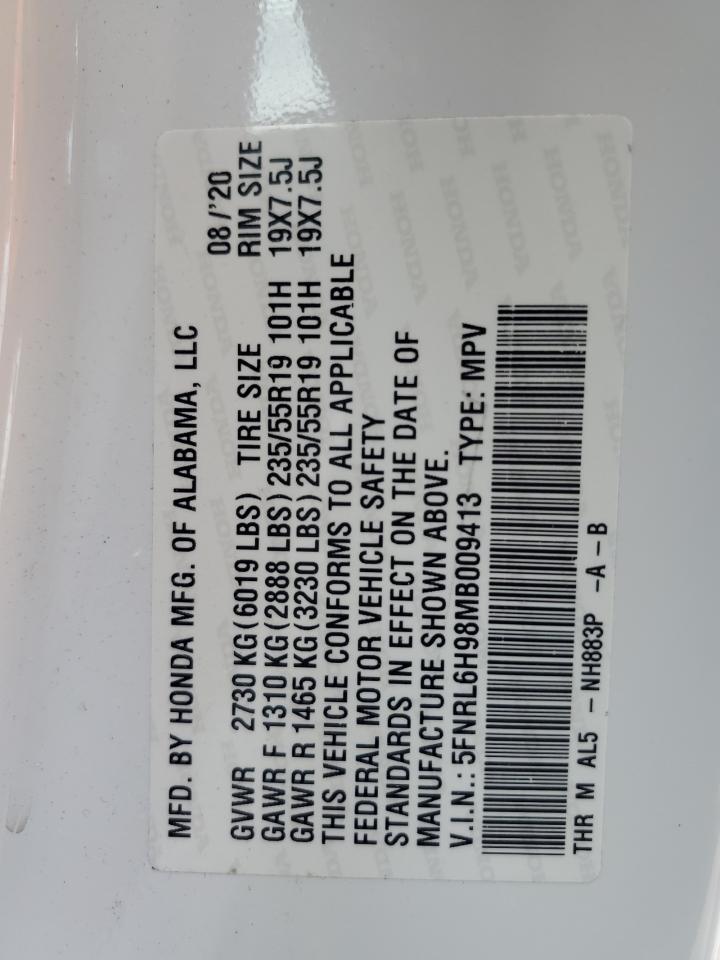 MFD. BY HONDA MFG. OF ALABAMA, LLC 08/'20
GVWR 2730 KG(6019 LBS) TIRE SIZE RIM SIZE
GAWR F 1310 KG(2888 LBS)235/55R19 101H 19X7.5J
GAWR R 1465 KG(3230 LBS)235/55R19 101H 19X7.5J
THIS VEHICLE CONFORMS TO ALL APPLICABLE
FEDERAL MOTOR VEHICLE SAFETY
STANDARDS IN EFFECT ON THE DATE OF
MANUFACTURE SHOWN ABOVE.
V.I.N.: 5FNRL6H98MB009413 TYPE: MPV
THR M AL5 - NH883P -A-B